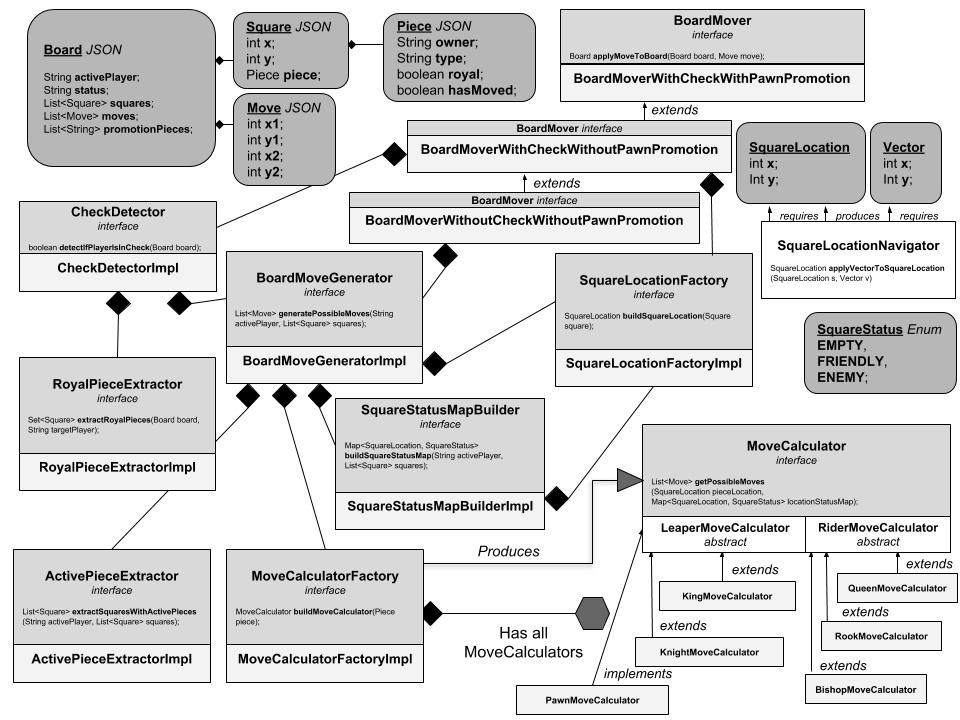 Board JSON
String activePlayer;
String status;
List<Square> squares;
List<Move> moves;
List<String> promotionPieces;
Square JSON
int x;
int y;
Piece piece;
Piece JSON
String owner;
String type;
boolean royal;
boolean hasMoved;
Move JSON
int x1;
int y1;
int x2;
int y2;
BoardMover
interface
Board applyMoveToBoard(Board board, Move move);
BoardMoverWithCheckWithPawnPromotion
extends
BoardMover interface
BoardMoverWithCheckWithoutPawnPromotion
extends
BoardMover interface
BoardMoverWithoutCheckWithoutPawnPromotion
SquareLocation
int x;
Int y;
Vector
int x;
Int y;
requires
produces
requires
SquareLocationNavigator
SquareLocation applyVectorToSquareLocation
(SquareLocation s, Vector v)
SquareStatus Enum
EMPTY,
FRIENDLY,
ENEMY;
CheckDetector
interface
boolean detectIfPlayerIsInCheck(Board board);
CheckDetectorImpl
BoardMoveGenerator
interface
List<Move> generatePossibleMoves(String
activePlayer, List<Square> squares);
BoardMoveGeneratorImpl
SquareLocationFactory
interface
SquareLocation buildSquareLocation(Square
square);
SquareLocationFactoryImpl
RoyalPieceExtractor
interface
Set<Square> extractRoyalPieces(Board board,
String targetPlayer);
RoyalPieceExtractorImpl
SquareStatusMapBuilder
interface
Map<SquareLocation, SquareStatus>
buildSquareStatusMap(String activePlayer,
List<Square> squares);
SquareStatusMapBuilderImpl
MoveCalculator
interface
List<Move> getPossibleMoves
(SquareLocation pieceLocation,
Map<SquareLocation, SquareStatus> locationStatusMap);
LeaperMoveCalculator
abstract
RiderMoveCalculator
abstract
ActivePieceExtractor
interface
List<Square> extractSquaresWithActivePieces
(String activePlayer, List<Square> squares);
ActivePieceExtractorImpl
MoveCalculatorFactory
interface
MoveCalculator buildMoveCalculator(Piece
piece);
MoveCalculatorFactoryImpl
Produces
Has all
MoveCalculators
extends
KingMoveCalculator
extends
KnightMoveCalculator
implements
PawnMoveCalculator
extends
QueenMoveCalculator
extends
RookMoveCalculator
extends
BishopMoveCalculator